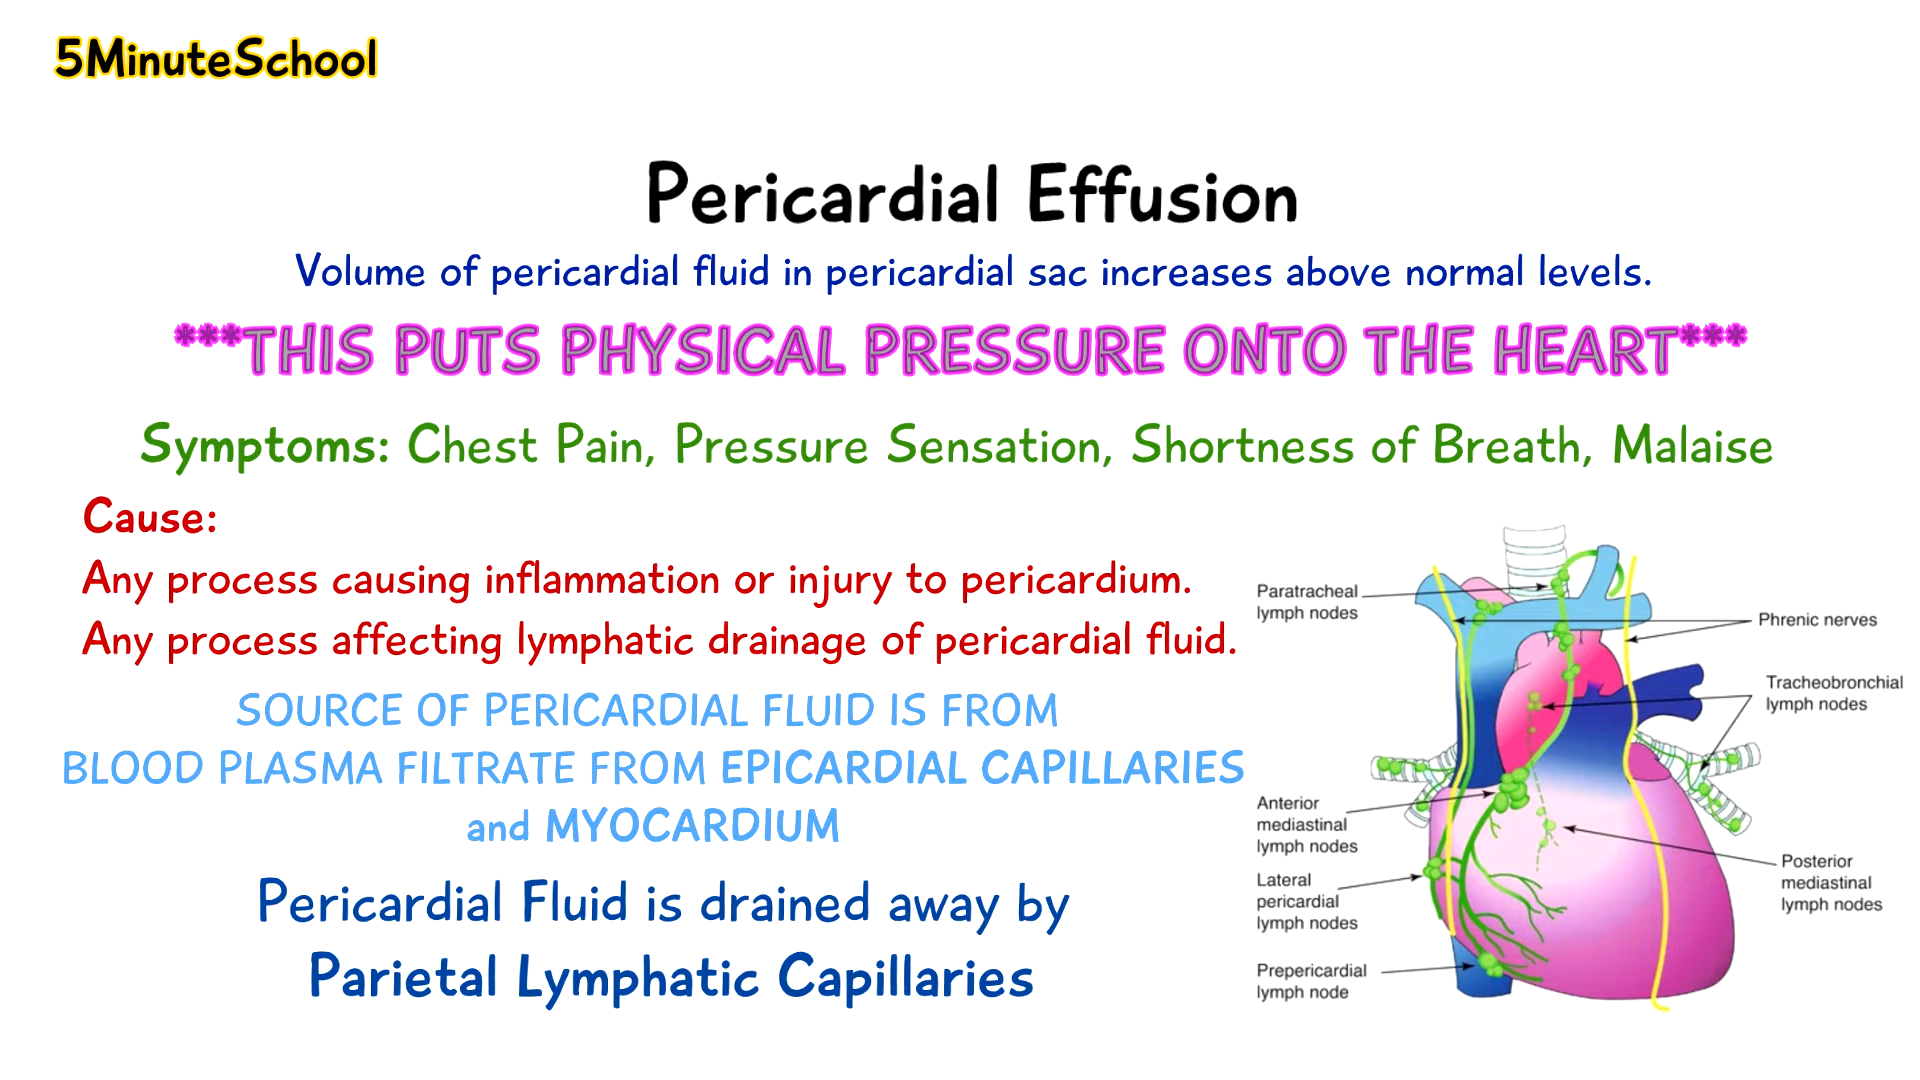 5MinuteSchool
Pericardial Effusion
Volume of pericardial fluid in pericardial sac increases above normal levels.
***THIS PUTS PHYSICAL PRESSURE ONTO THE HEART***
Symptoms: Chest Pain, Pressure Sensation, Shortness of Breath, Malaise
Cause:
Any process causing inflammation or injury to pericardium.
Any process affecting lymphatic drainage of pericardial fluid.
SOURCE OF PERICARDIAL FLUID IS FROM
BLOOD PLASMA FILTRATE FROM EPICARDIAL CAPILLARIES
and MYOCARDIUM
Pericardial Fluid is drained away by
Parietal Lymphatic Capillaries
Paratracheal
lymph nodes
Phrenic nerves
Tracheobronchial
lymph nodes
Anterior
mediastinal
lymph nodes
Lateral
pericardial
lymph nodes
Posterior
mediastinal
lymph nodes
Prepericardial
lymph node